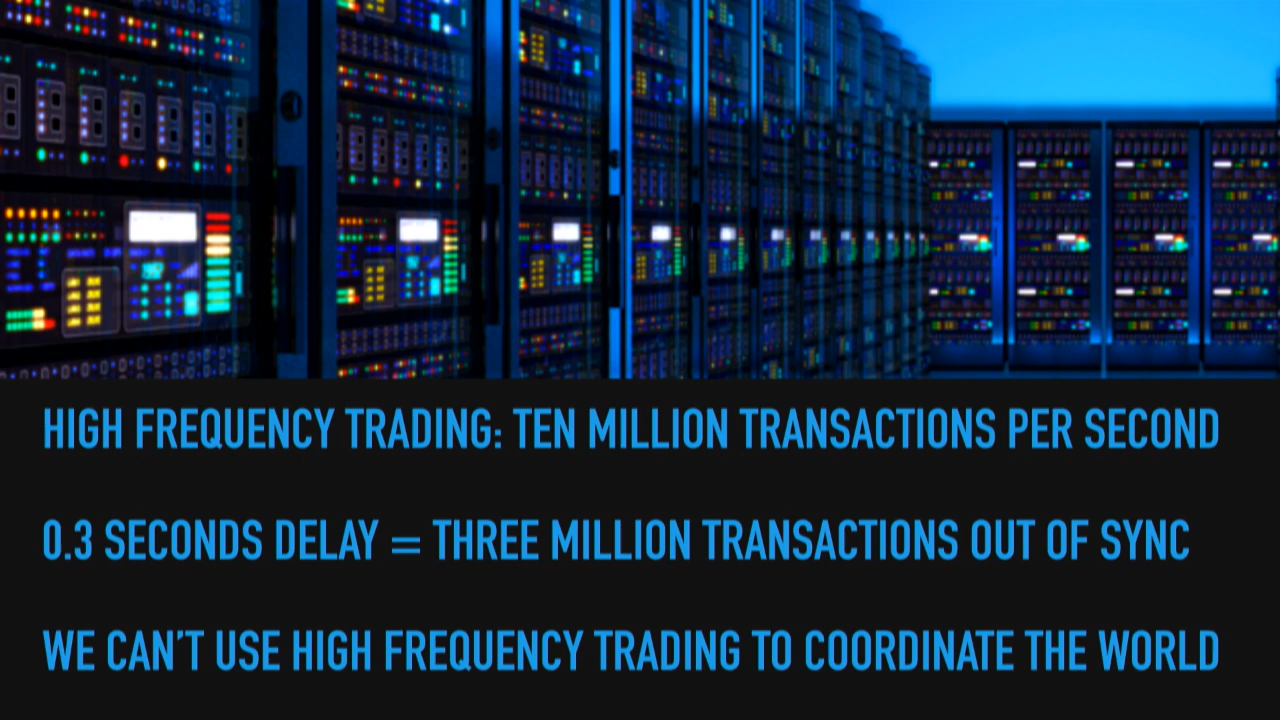 HIGH FREQUENCY TRADING: TEN MILLION TRANSACTIONS PER SECOND
0.3 SECONDS DELAY = THREE MILLION TRANSACTIONS OUT OF SYNC
WE CAN'T USE HIGH FREQUENCY TRADING TO COORDINATE THE WORLD